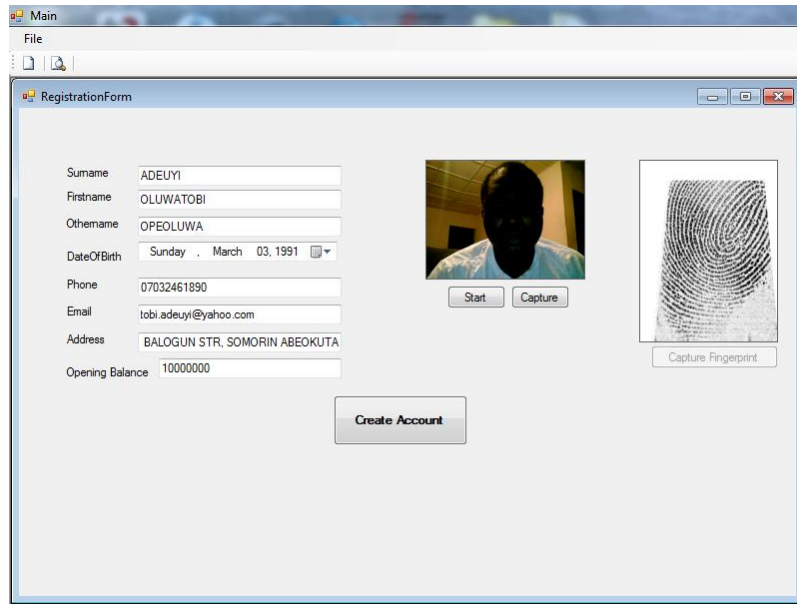 Main
File
RegistrationForm
Surname ADEUYI
Firstname OLUWATOBI
Othername OPEOLUWA
DateOfBirth Sunday , March 03, 1991
Phone 07032461890
Email tobi.adeuyi@yahoo.com
Address BALOGUN STR, SOMORIN ABEOKUTA
Opening Balance 10000000
Start Capture
Capture Fingerprint
Create Account